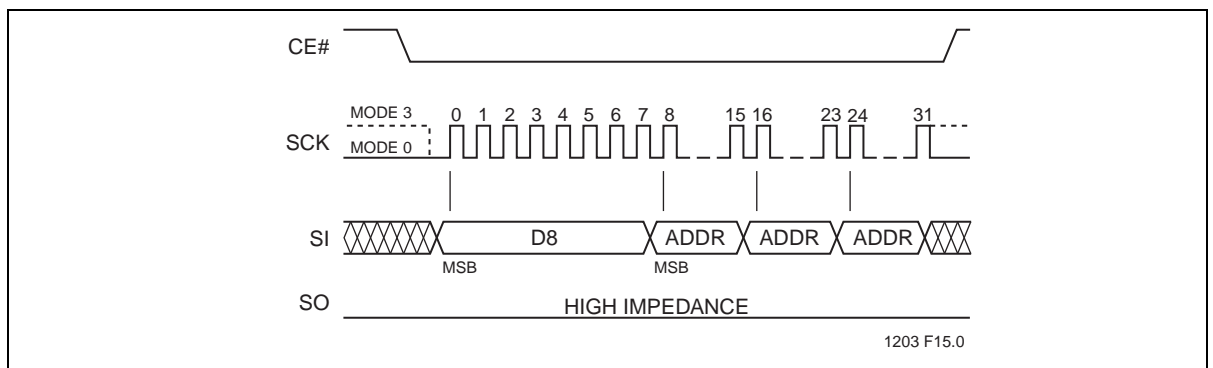 CE#
MODE 3
0 1 2 3 4 5 6 7 8 15 16 23 24 31
SCK
MODE 0
SI
D8
ADDR ADDR ADDR
MSB MSB
SO
HIGH IMPEDANCE
1203 F15.0